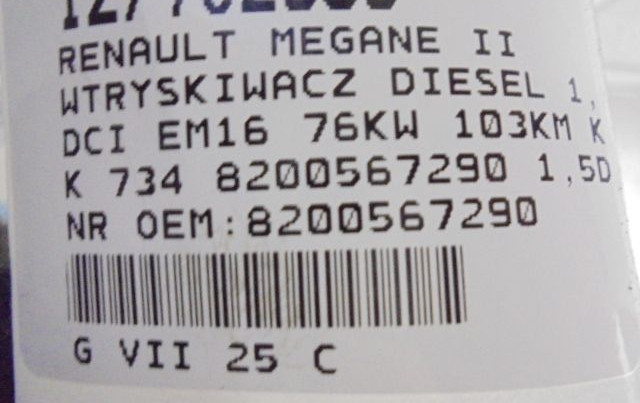 RENAULT MEGANE II
WTRYSKIWACZ DIESEL 1,
DCI EM16 76KW 103KM K
K 734 8200567290 1,5D
NR OEM:8200567290
G VII 25 C